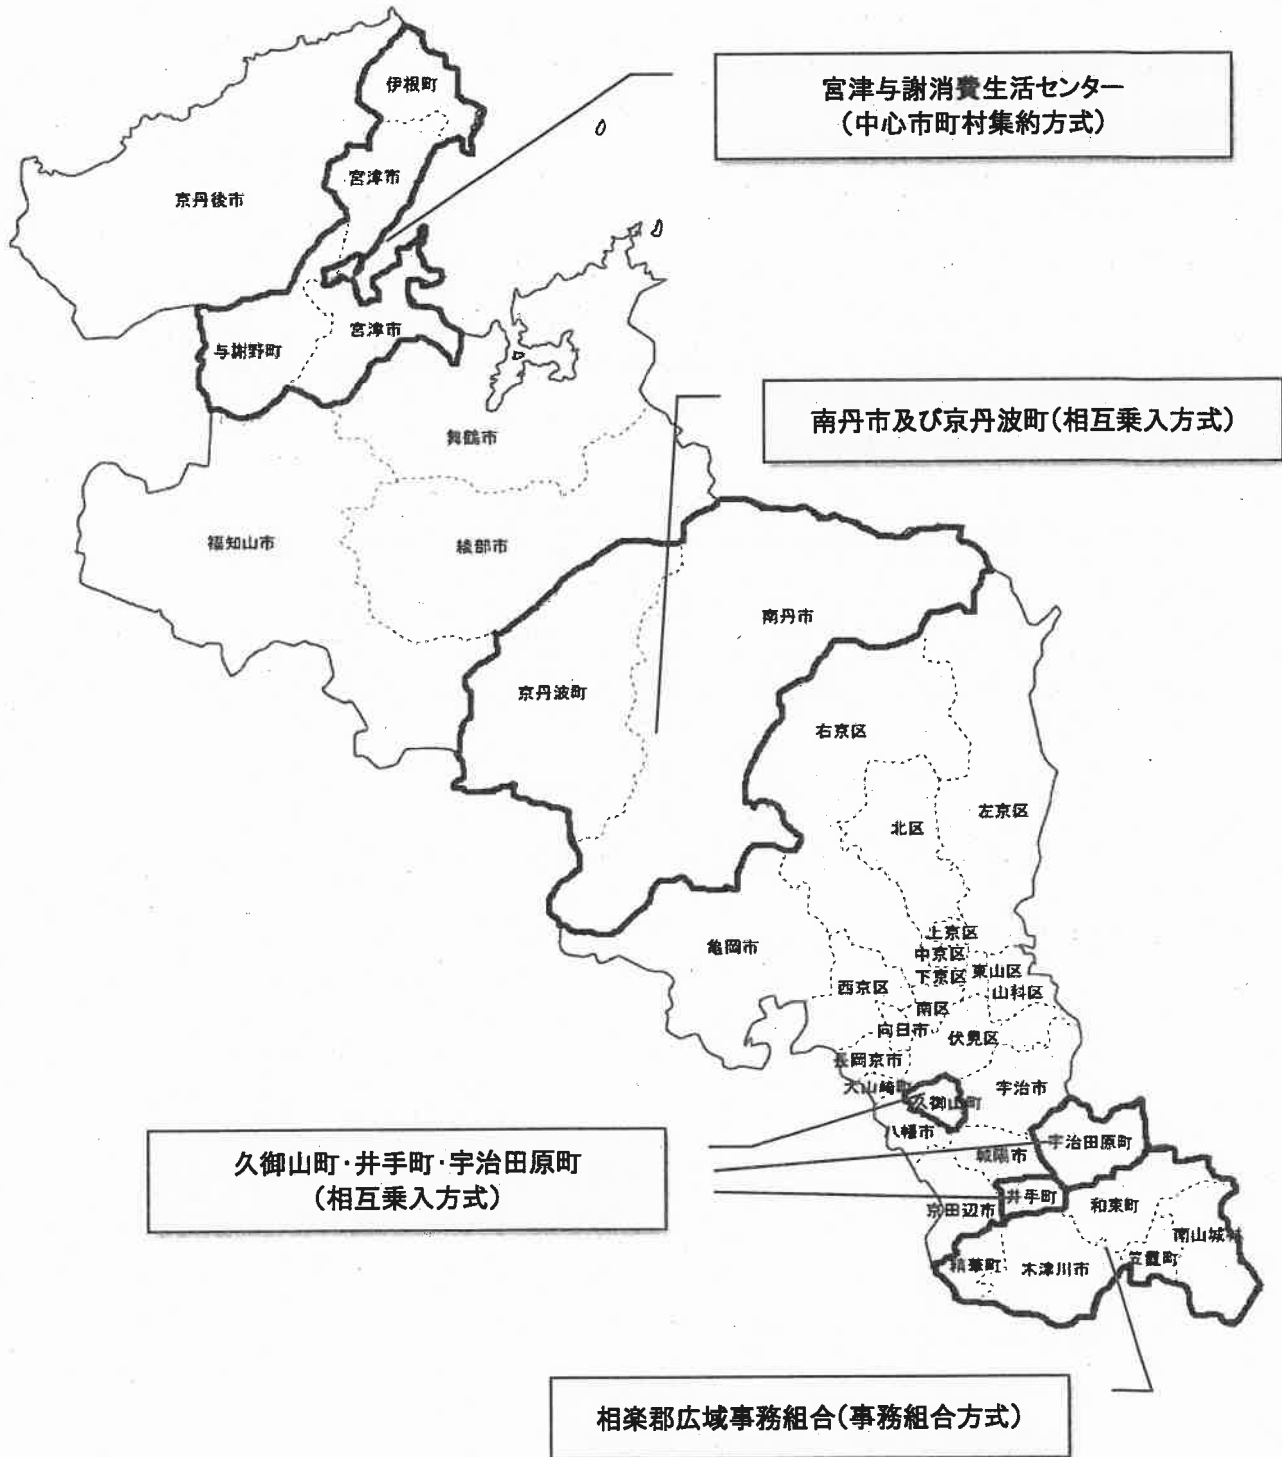 伊根町
宮津与謝消費生活センター
（中心市町村集約方式）
宮津市
京丹後市
宮津市
与謝野町
南丹市及び京丹波町（相互乗入方式）
舞鶴市
福知山市
綾部市
南丹市
京丹波町
右京区
左京区
北区
上京区
亀岡市
中京区
東山区
下京区
西京区
山科区
南区
向日市
伏見区
長岡京市
大山崎町
宇治市
久御山町
八幡市
宇治田原町
久御山町・井手町・宇治田原町
（相互乗入方式）
城陽市
井手町
和束町
京田辺市
南山城村
笠置町
精華町
木津川市
相楽郡広域事務組合（事務組合方式）